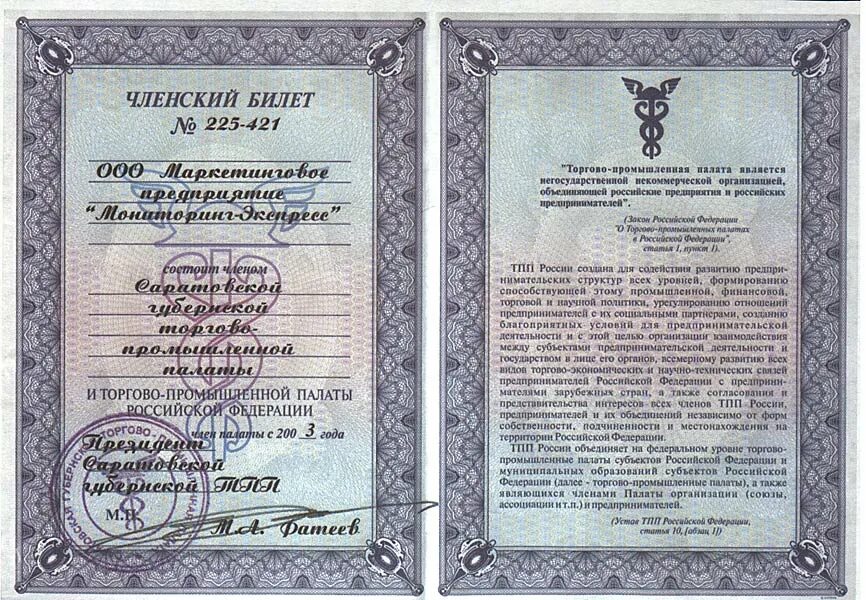 ЧЛЕНСКИЙ БИЛЕТ
№ 225-421
ООО Маркетинговое
предприятие
"Мониторинг-Экспресс"
состоит членом
Саратовской
губернской
торгово-
промышленной
палаты
И ТОРГОВО-ПРОМЫШЛЕННОЙ ПАЛАТЫ
РОССИЙСКОЙ ФЕДЕРАЦИИ
член палаты с 200 3 года
Президент
Саратовской
губернской ТПП
М.П.
М.А. Фатеев
"Торгово-промышленная палата является
негосударственной некоммерческой организацией,
объединяющей российские предприятия и российских
предпринимателей".
(Закон Российской Федерации
"О Торгово-промышленных палатах
в Российской Федерации",
статья 1, пункт 1).
ТПП России создана для содействия развитию предпри-
нимательских структур всех уровней, формированию
способствующей этому промышленной, финансовой,
торговой и научной политики, урегулированию отношений
предпринимателей с их социальными партнерами, созданию
благоприятных условий для предпринимательской
деятельности и с этой целью организации взаимодействия
между субъектами предпринимательской деятельности и
государством в лице его органов, всемерному развитию всех
видов торгово-экономических и научно-технических связей
предпринимателей Российской Федерации с предприни-
мателями зарубежных стран, а также согласования и
представительства интересов всех членов ТПП России,
предпринимателей и их объединений независимо от форм
собственности, подчиненности и местонахождения на
территории Российской Федерации.
ТПП России объединяет на федеральном уровне торгово-
промышленные палаты субъектов Российской Федерации и
муниципальных образований субъектов Российской
Федерации (далее - торгово-промышленные палаты), а также
являющихся членами Палаты организации (союзы,
ассоциации и т.п.) и предпринимателей.
(Устав ТПП Российской Федерации,
статья 10, [абзац 1])